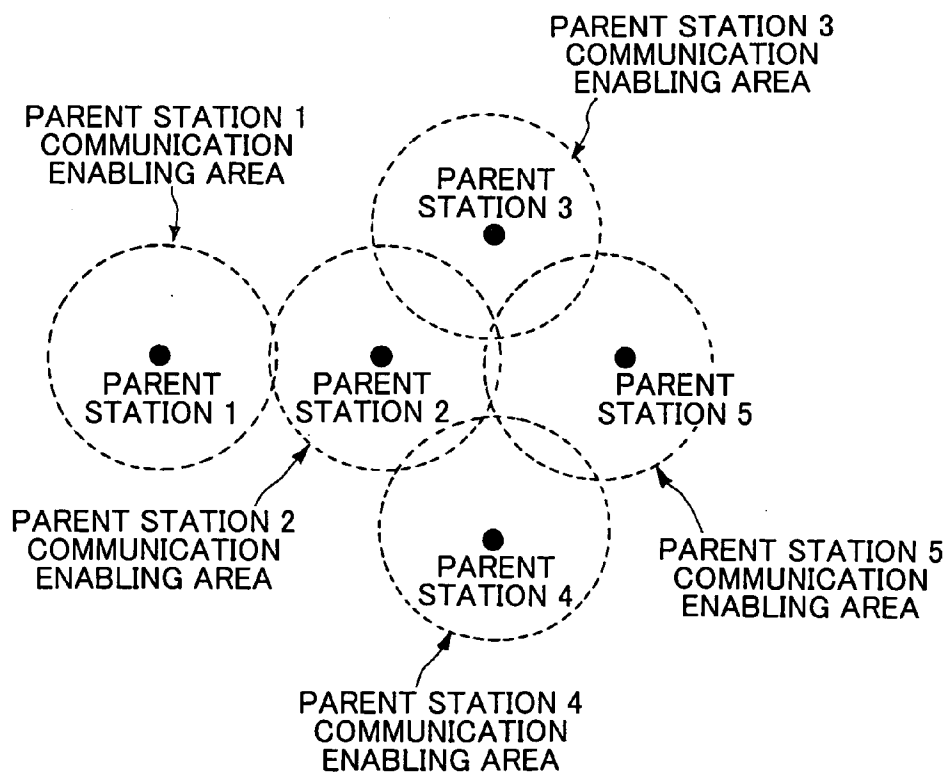 PARENT STATION 3
COMMUNICATION
ENABLING AREA
PARENT STATION 1
COMMUNICATION
ENABLING AREA
PARENT
STATION 3
PARENT
STATION 1
PARENT
STATION 2
PARENT
STATION 5
PARENT STATION 2
COMMUNICATION
ENABLING AREA
PARENT
STATION 4
PARENT STATION 5
COMMUNICATION
ENABLING AREA
PARENT STATION 4
COMMUNICATION
ENABLING AREA